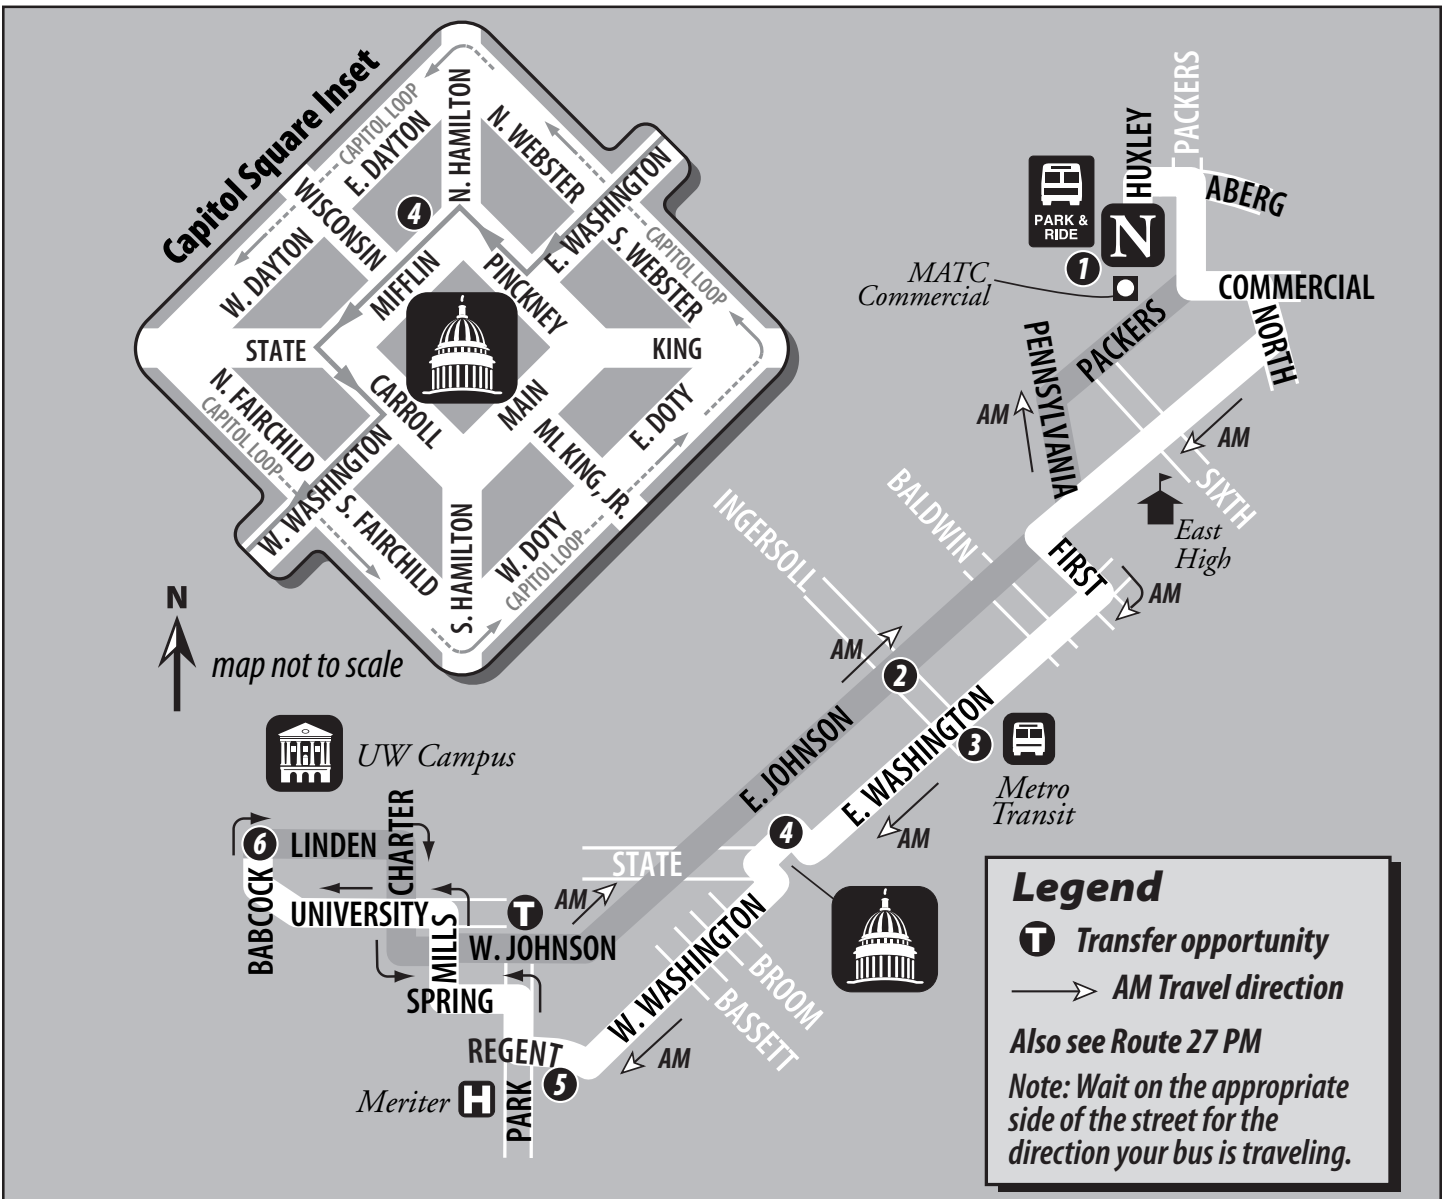 Capitol Square Inset
CAPITOL LOOP
E. DAYTON
N. HAMILTON
N. WEBSTER
E. WASHINGTON
WISCONSIN
4
W. DAYTON
MIFFLIN
PINCKNEY
S. WEBSTER
CAPITOL LOOP
STATE
KING
N. FAIRCHILD
CAPITOL LOOP
CARROLL
MAIN
E. DOTY
ML KING, JR.
W. WASHINGTON
S. FAIRCHILD
S. HAMILTON
W. DOTY
CAPITOL LOOP
N
map not to scale
PACKERS
HUXLEY
ABERG
PARK &
RIDE
N
1
MATC
Commercial
COMMERCIAL
NORTH
PACKERS
PENNSYLVANIA
AM
AM
SIXTH
East
High
BALDWIN
INGERSOLL
FIRST
AM
AM
2
E. JOHNSON
E. WASHINGTON
3
Metro
Transit
AM
4
STATE
UW Campus
6
LINDEN
CHARTER
BABCOCK
UNIVERSITY
MILLS
T
AM
W. JOHNSON
SPRING
W. WASHINGTON
BROOM
BASSETT
AM
REGENT
5
Meriter H
PARK
Legend
T Transfer opportunity
AM Travel direction
Also see Route 27 PM
Note: Wait on the appropriate
side of the street for the
direction your bus is traveling.